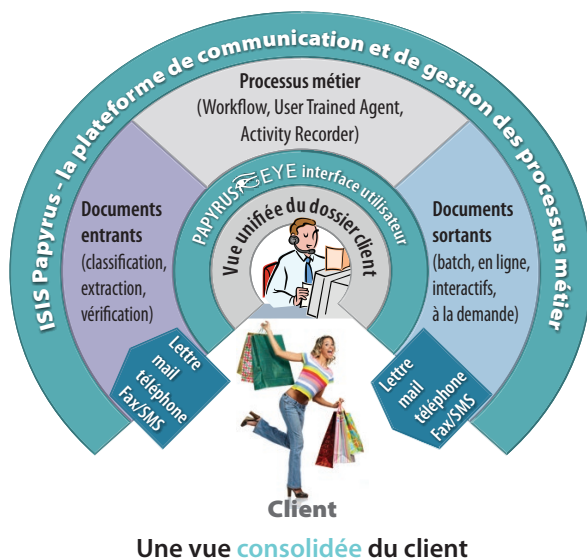 ISIS Papyrus - la plateforme de communication et de gestion des processus métier
Processus métier
(Workflow, User Trained Agent,
Activity Recorder)
PAPYRUS EYE interface utilisateur
Vue unifiée du dossier client
Documents
entrants
(classification,
extraction,
vérification)
Documents
sortants
(batch, en ligne,
interactifs,
à la demande)
Lettre
mail
téléphone
Fax/SMS
Lettre
mail
téléphone
Fax/SMS
Client
Une vue consolidée du client